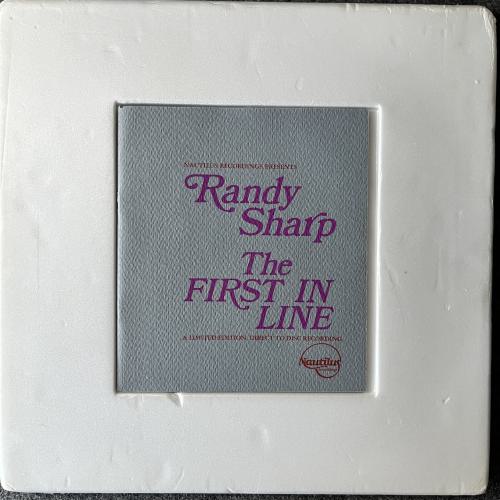 NAUTILUS RECORDINGS PRESENTS
Randy
Sharp
The
FIRST IN
LINE
A LIMITED EDITION, DIRECT TO DISC RECORDING.
Nautilus